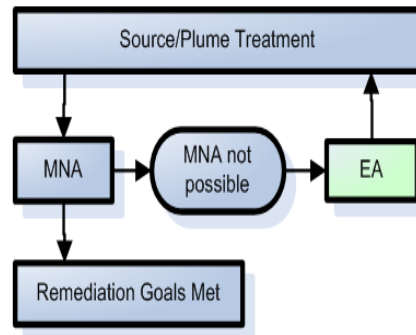 Source/Plume Treatment
MNA
MNA not
possible
EA
Remediation Goals Met